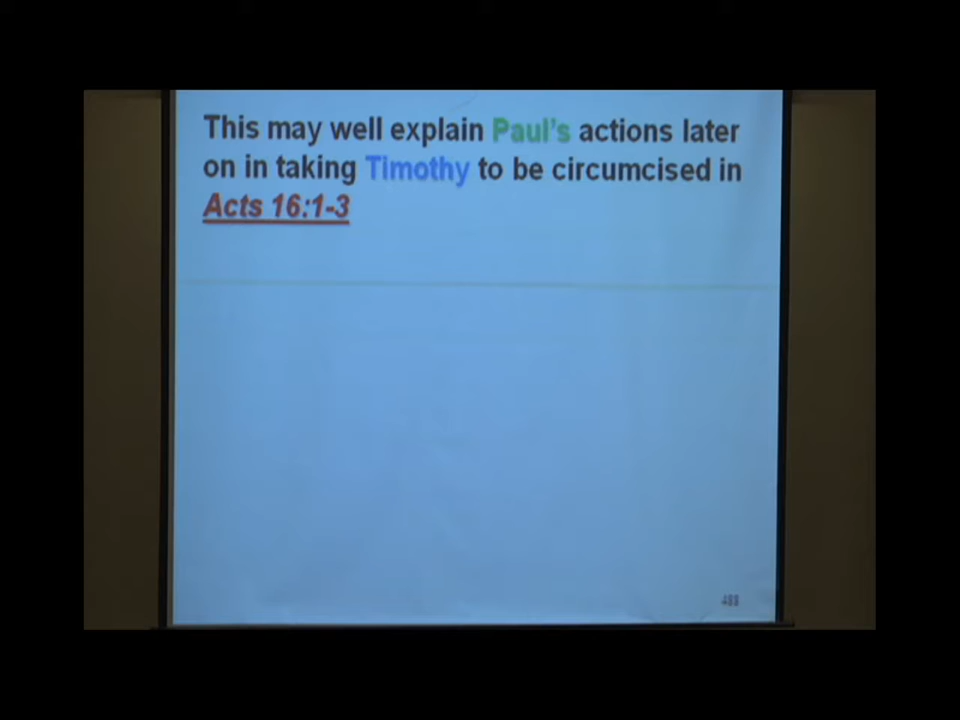 This may well explain Paul's actions later
on in taking Timothy to be circumcised in
Acts 16:1-3
488